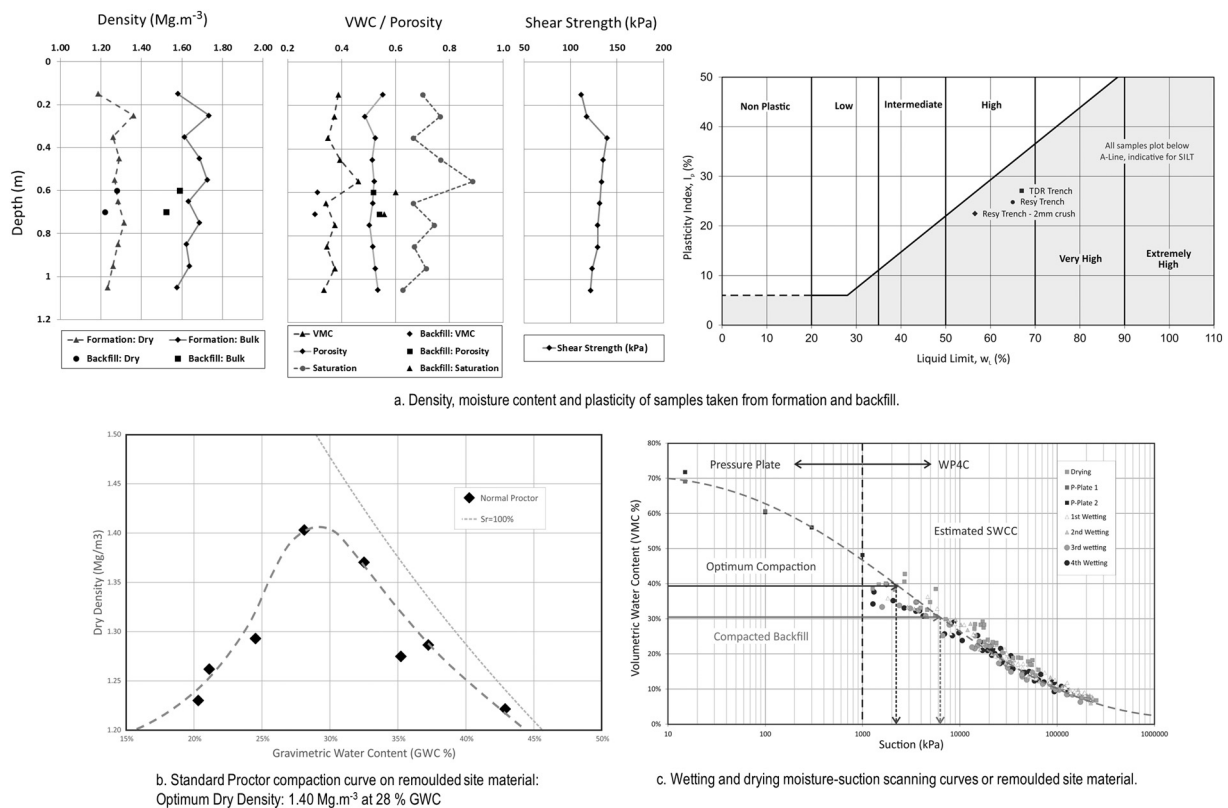 Density (Mg.m-3)
1.00 1.20 1.40 1.60 1.80 2.00
Depth (m)
0
0.2
0.4
0.6
0.8
1
1.2
Formation: Dry
Formation: Bulk
Backfill: Dry
Backfill: Bulk
VWC / Porosity
0.2 0.4 0.6 0.8 1
VMC
Backfill: VMC
Porosity
Backfill: Porosity
Saturation
Backfill: Saturation
Shear Strength (kPa)
50 100 150 200
Shear Strength (kPa)
Plasticity Index, Ip (%)
50
40
30
20
10
0
Non Plastic
Low
Intermediate
High
All samples plot below
A-Line, indicative for SILT
TDR Trench
Resy Trench
Resy Trench - 2mm crush
Very High
Extremely
High
0 10 20 30 40 50 60 70 80 90 100 110
Liquid Limit, wL (%)
a. Density, moisture content and plasticity of samples taken from formation and backfill.
Dry Density (Mg/m3)
1.50
1.45
1.40
1.35
1.30
1.25
1.20
Normal Proctor
Sr=100%
15% 20% 25% 30% 35% 40% 45% 50%
Gravimetric Water Content (GWC %)
b. Standard Proctor compaction curve on remoulded site material:
Optimum Dry Density: 1.40 Mg.m-3 at 28 % GWC
Volumetric Water Content (VMC %)
80%
70%
60%
50%
40%
30%
20%
10%
0%
Pressure Plate
WP4C
Estimated SWCC
Optimum Compaction
Compacted Backfill
Drying
P-Plate 1
P-Plate 2
1st Wetting
2nd Wetting
3rd wetting
4th Wetting
10 100 1000 10000 100000 1000000
Suction (kPa)
c. Wetting and drying moisture-suction scanning curves or remoulded site material.